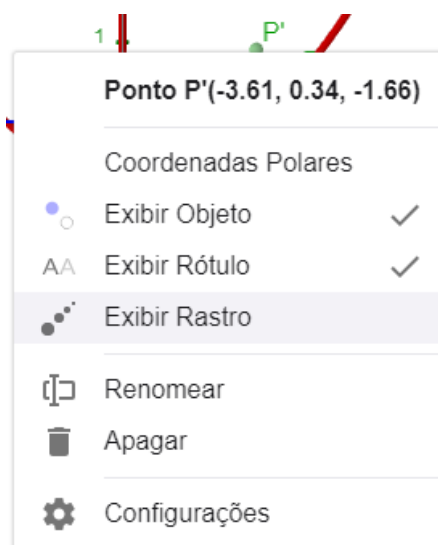 1
P'
Ponto P'(-3.61, 0.34, -1.66)
Coordenadas Polares
Exibir Objeto
AA Exibir Rótulo
Exibir Rastro
Renomear
Apagar
Configurações